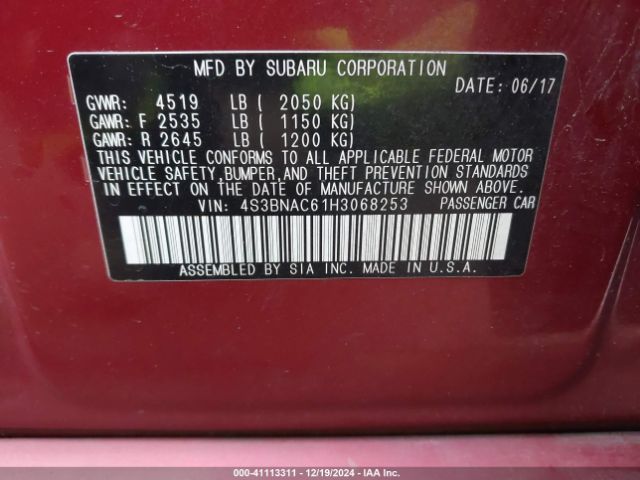 MFD BY SUBARU CORPORATION
DATE: 06/17
GVWR: 4519 LB ( 2050 KG)
GAWR: F 2535 LB ( 1150 KG)
GAWR: R 2645 LB ( 1200 KG)
THIS VEHICLE CONFORMS TO ALL APPLICABLE FEDERAL MOTOR
VEHICLE SAFETY, BUMPER, AND THEFT PREVENTION STANDARDS
IN EFFECT ON THE DATE OF MANUFACTURE SHOWN ABOVE.
VIN: 4S3BNAC61H3068253 PASSENGER CAR
ASSEMBLED BY SIA INC. MADE IN U.S.A.
000-41113311 - 12/19/2024 - IAAI.com